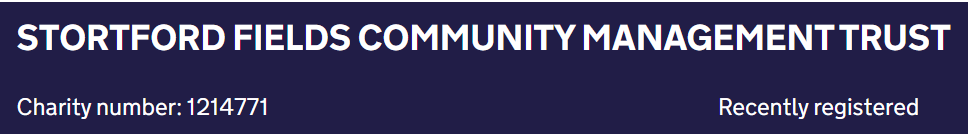 STORTFORD FIELDS COMMUNITY MANAGEMENT TRUST
Charity number: 1214771 Recently registered